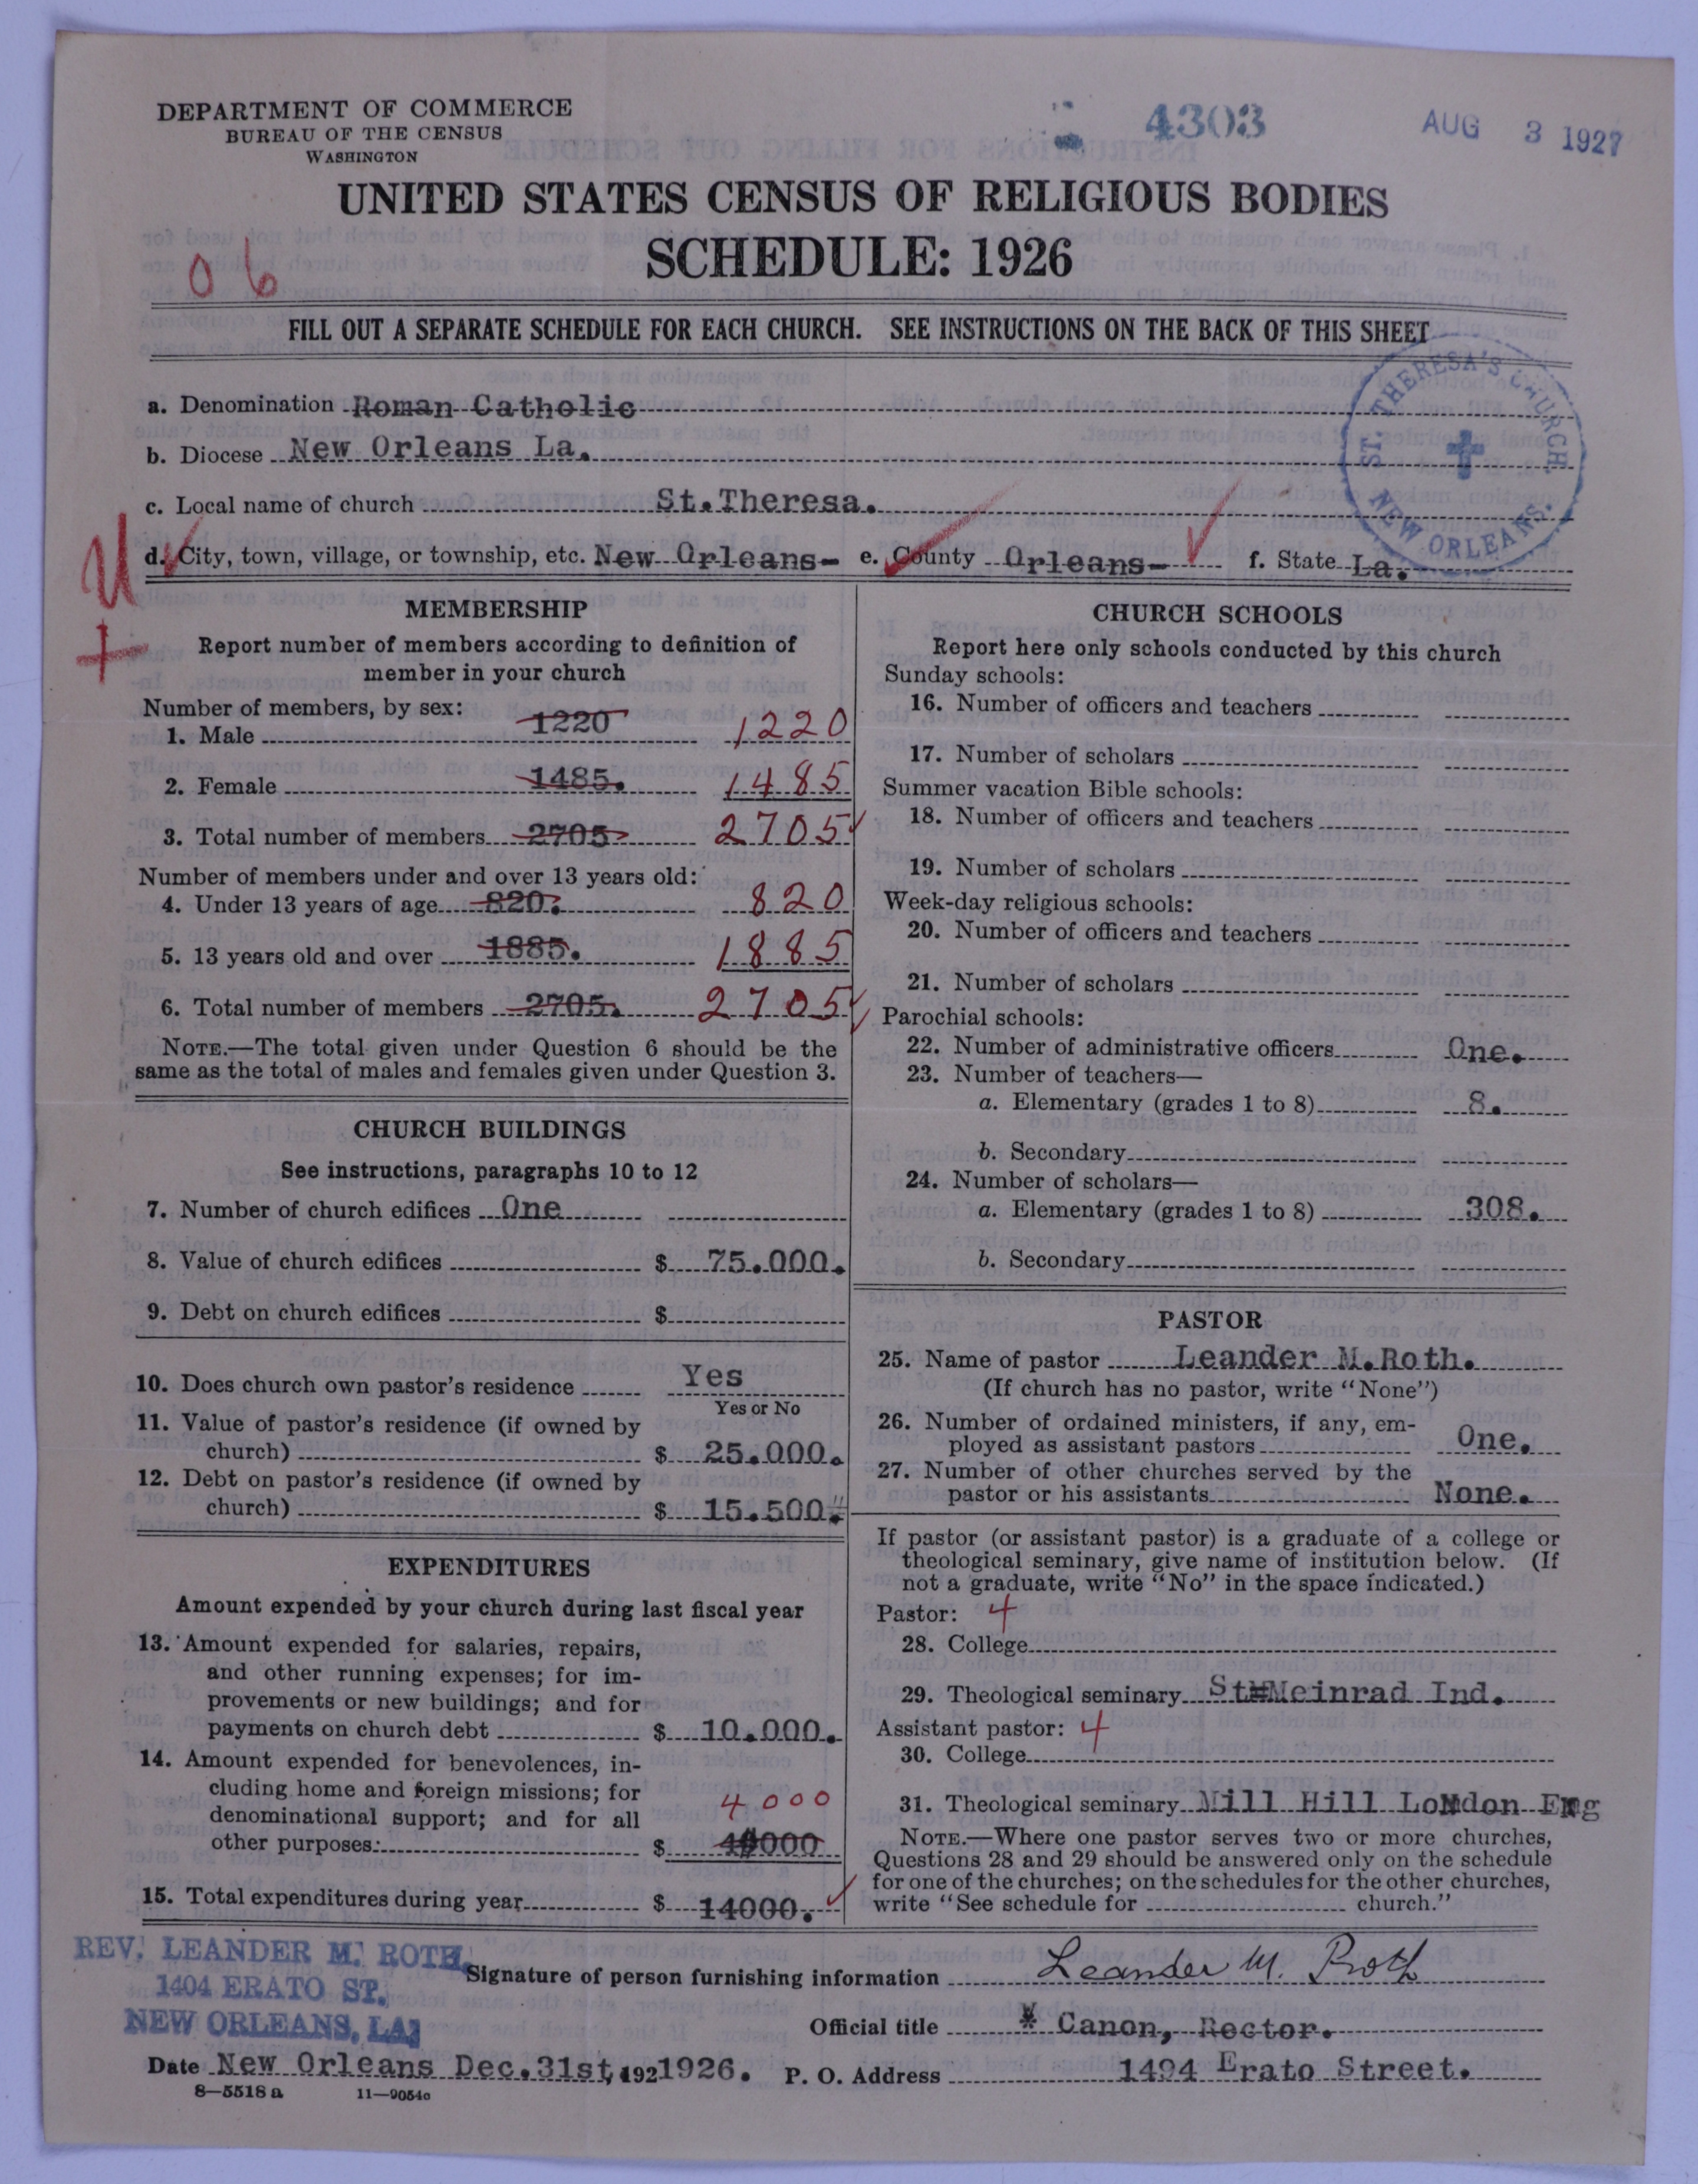 DEPARTMENT OF COMMERCE
BUREAU OF THE CENSUS
WASHINGTON
4303
AUG 3 1927
UNITED STATES CENSUS OF RELIGIOUS BODIES
SCHEDULE: 1926
06
FILL OUT A SEPARATE SCHEDULE FOR EACH CHURCH. SEE INSTRUCTIONS ON THE BACK OF THIS SHEET
ST. THERESA'S CHURCH. NEW ORLEANS.
a. Denomination Roman Catholic
b. Diocese New Orleans La.
c. Local name of church St.Theresa.
d. City, town, village, or township, etc. New Orleans- e. County Orleans- f. State La.
MEMBERSHIP
Report number of members according to definition of
member in your church
Number of members, by sex:
1. Male 1220 1220
2. Female 1485. 1485
3. Total number of members 2705 2705
Number of members under and over 13 years old:
4. Under 13 years of age 820. 820
5. 13 years old and over 1885. 1885
6. Total number of members 2705. 2705
NOTE.—The total given under Question 6 should be the
same as the total of males and females given under Question 3.
CHURCH BUILDINGS
See instructions, paragraphs 10 to 12
7. Number of church edifices One
8. Value of church edifices $ 75.000.
9. Debt on church edifices $
10. Does church own pastor's residence Yes
Yes or No
11. Value of pastor's residence (if owned by
church) $ 25.000.
12. Debt on pastor's residence (if owned by
church) $ 15.500.
EXPENDITURES
Amount expended by your church during last fiscal year
13. Amount expended for salaries, repairs,
and other running expenses; for im-
provements or new buildings; and for
payments on church debt $ 10.000.
14. Amount expended for benevolences, in-
cluding home and foreign missions; for
denominational support; and for all
4000
other purposes: $
15. Total expenditures during year $ 14000.
CHURCH SCHOOLS
Report here only schools conducted by this church
Sunday schools:
16. Number of officers and teachers
17. Number of scholars
Summer vacation Bible schools:
18. Number of officers and teachers
19. Number of scholars
Week-day religious schools:
20. Number of officers and teachers
21. Number of scholars
Parochial schools:
22. Number of administrative officers One.
23. Number of teachers—
a. Elementary (grades 1 to 8) 8.
b. Secondary
24. Number of scholars—
a. Elementary (grades 1 to 8) 308.
b. Secondary
PASTOR
25. Name of pastor Leander M.Roth.
(If church has no pastor, write "None")
26. Number of ordained ministers, if any, em-
ployed as assistant pastors One.
27. Number of other churches served by the
pastor or his assistants None.
If pastor (or assistant pastor) is a graduate of a college or
theological seminary, give name of institution below. (If
not a graduate, write "No" in the space indicated.)
Pastor: 4
28. College
29. Theological seminary St Meinrad Ind.
Assistant pastor: 4
30. College
31. Theological seminary Mill Hill London Eng
NOTE.—Where one pastor serves two or more churches,
Questions 28 and 29 should be answered only on the schedule
for one of the churches; on the schedules for the other churches,
write "See schedule for church."
REV. LEANDER M. ROTH.
1404 ERATO ST.
NEW ORLEANS, LA.
Signature of person furnishing information Leander M. Roth
Official title Canon, Rector.
Date New Orleans Dec.31st, 192 1926. P. O. Address 1494 Erato Street.
8—5518 a 11—9054c